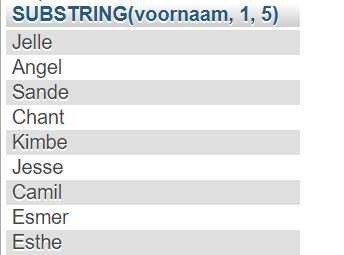 SUBSTRING(voornaam, 1, 5)
Jelle
Angel
Sande
Chant
Kimbe
Jesse
Camil
Esmer
Esthe